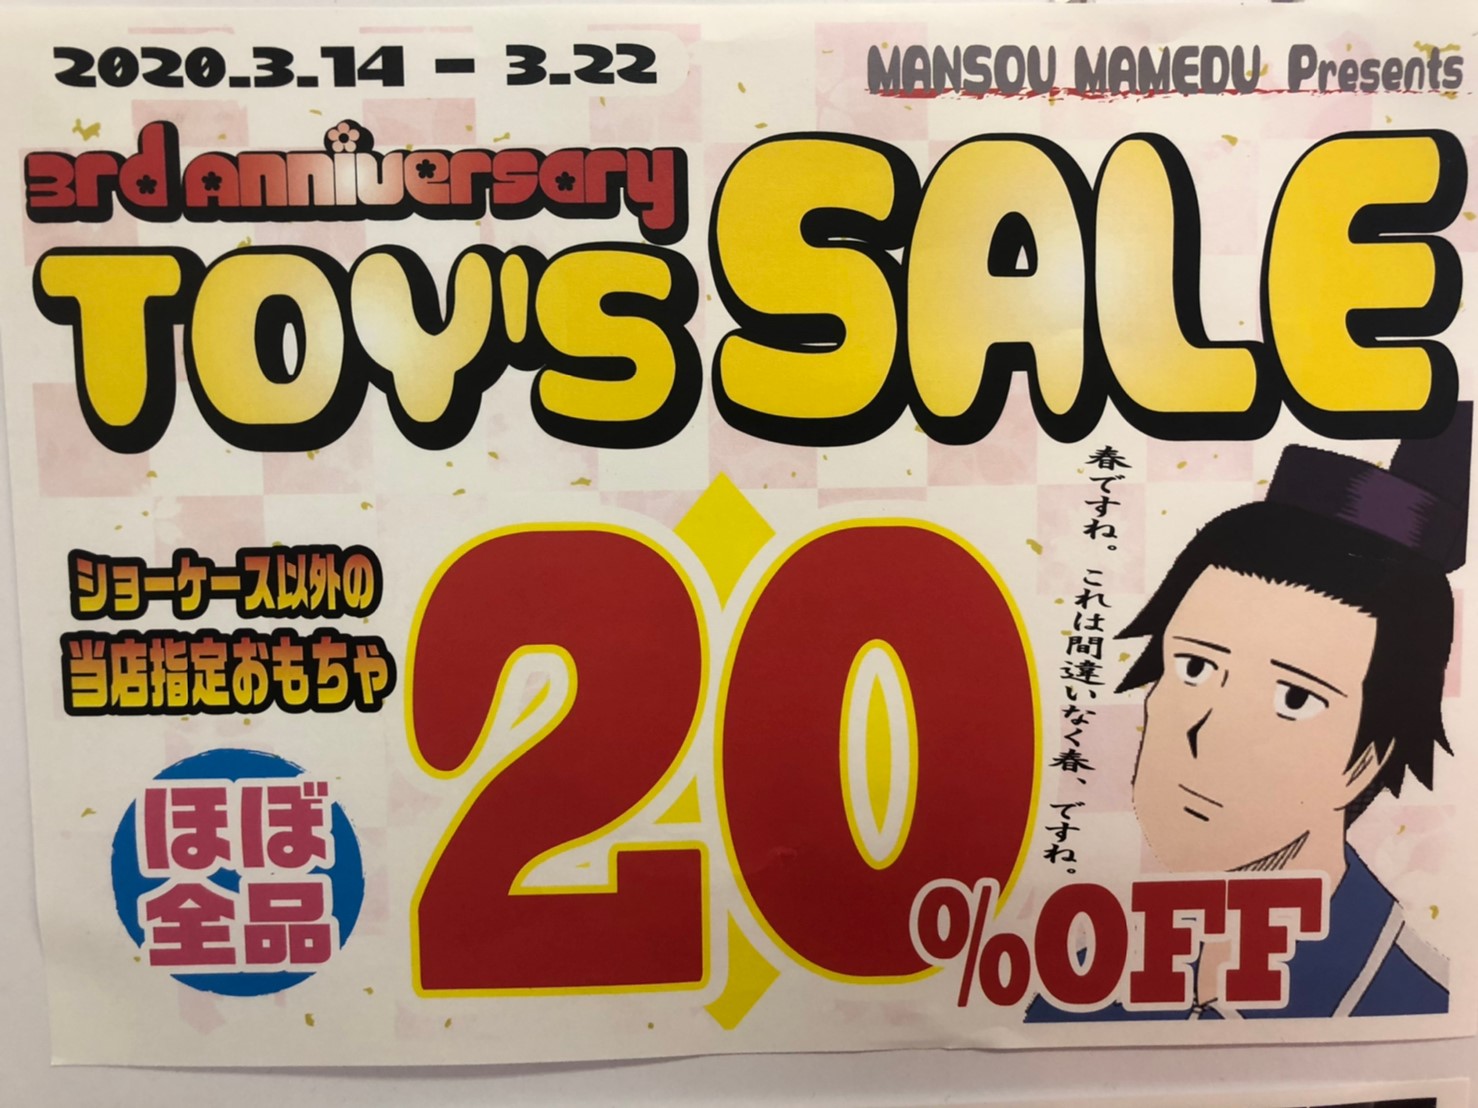 2020.3.14 - 3.22
MANSOU MAMEDU Presents
3rd Anniversary
TOY'S SALE
春ですね。これは間違いなく春、ですね。
ショーケース以外の
当店指定おもちゃ
ほぼ
全品
20%OFF